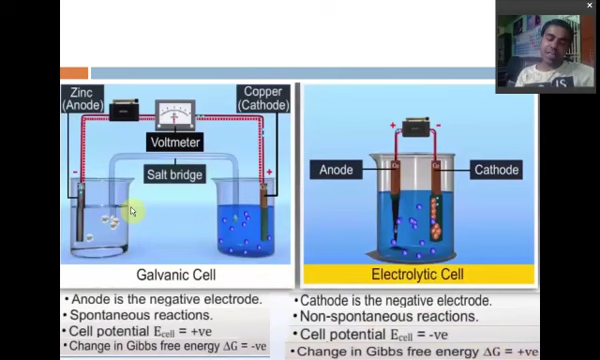 Zinc
(Anode)
Copper
(Cathode)
Voltmeter
Salt bridge
-
+
Galvanic Cell
• Anode is the negative electrode.
• Spontaneous reactions.
• Cell potential Ecell = +ve
• Change in Gibbs free energy ΔG = -ve
+
-
Anode
Cathode
Electrolytic Cell
• Cathode is the negative electrode.
• Non-spontaneous reactions.
• Cell potential Ecell = -ve
• Change in Gibbs free energy ΔG = +ve